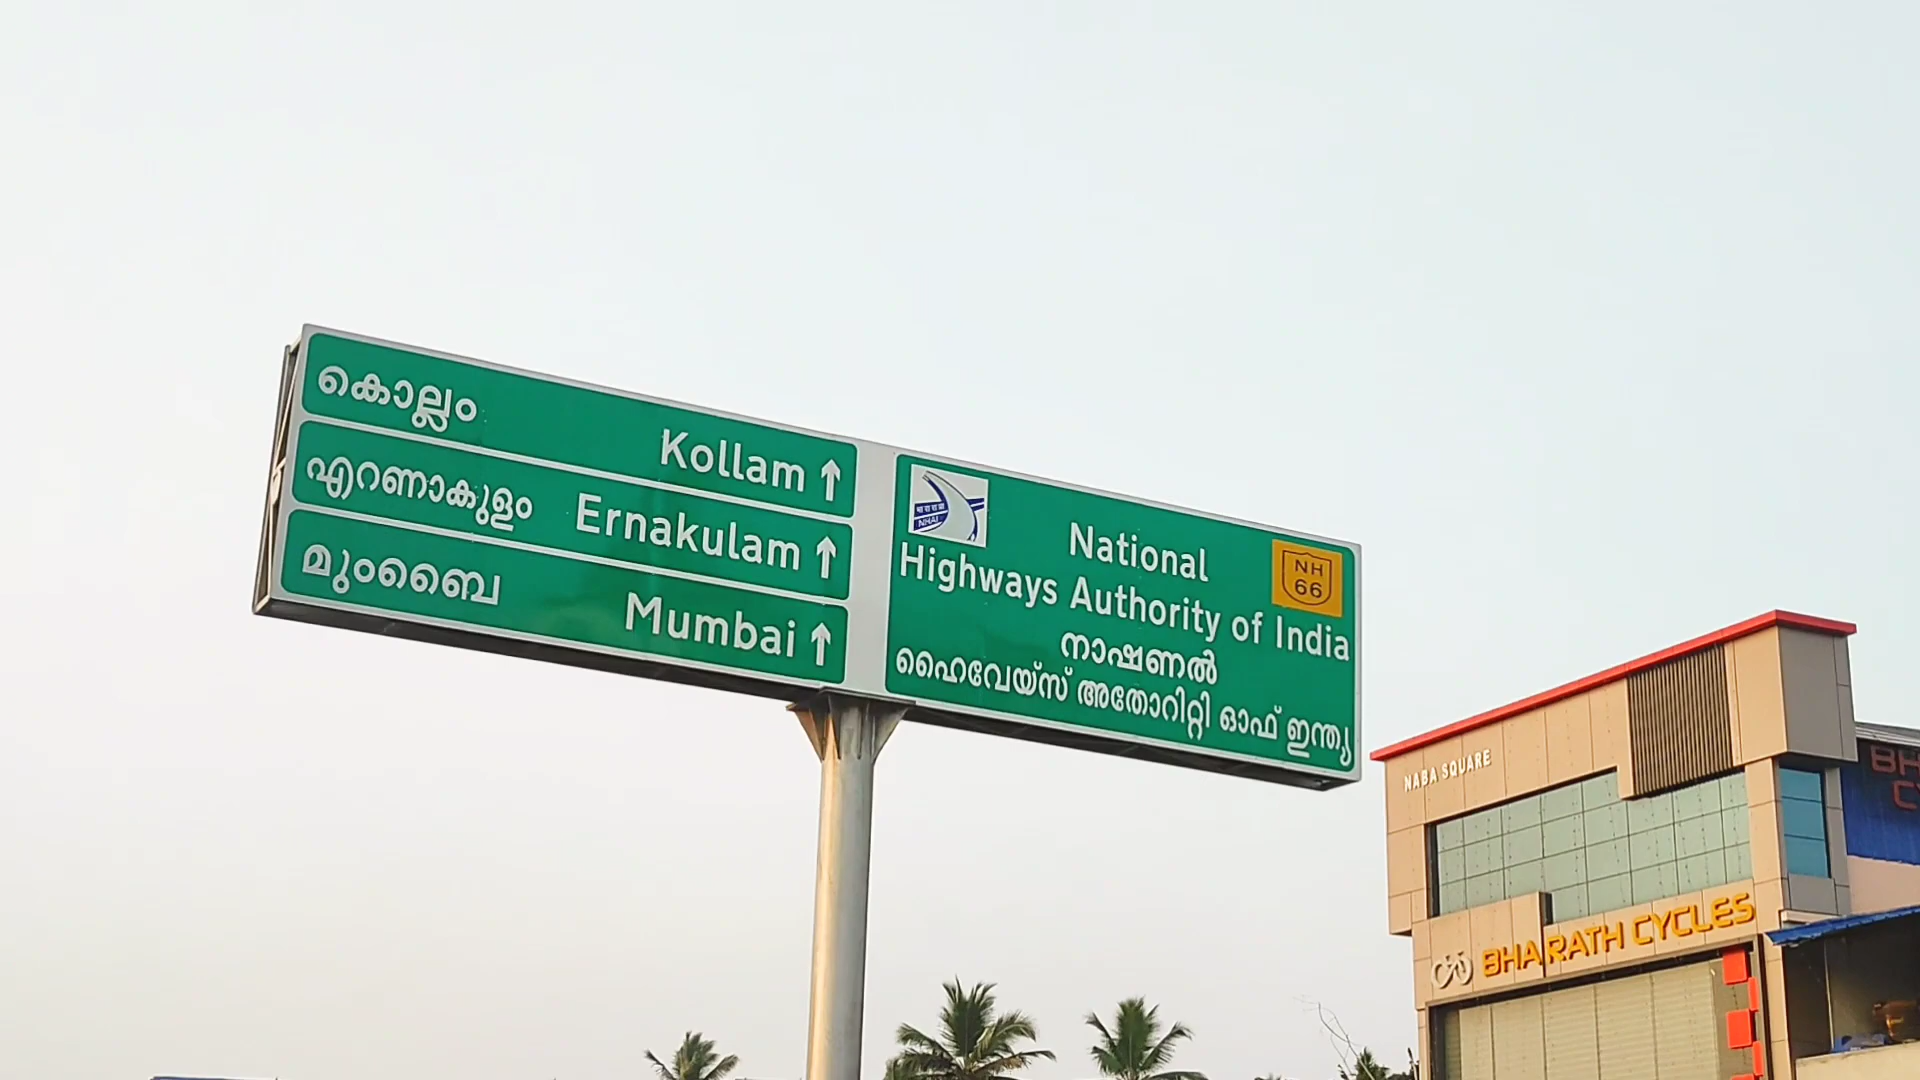 കൊല്ലം
Kollam ↑
എറണാകുളം Ernakulam ↑
മുംബൈ
Mumbai ↑
NHAI
National
Highways Authority of India
NH
66
നാഷണൽ
ഹൈവേയ്സ് അതോറിറ്റി ഓഫ് ഇന്ത്യ
NABA SQUARE
BHARATH CYCLES